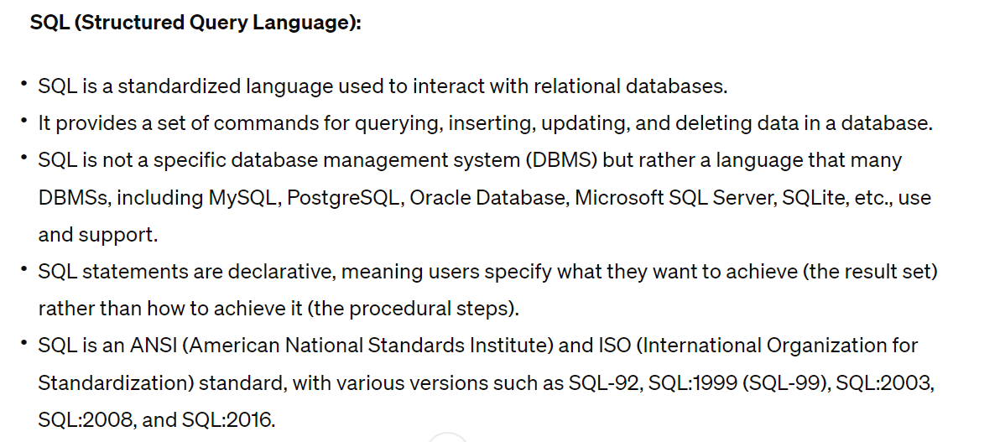 SQL (Structured Query Language):
• SQL is a standardized language used to interact with relational databases.
• It provides a set of commands for querying, inserting, updating, and deleting data in a database.
• SQL is not a specific database management system (DBMS) but rather a language that many
DBMSs, including MySQL, PostgreSQL, Oracle Database, Microsoft SQL Server, SQLite, etc., use
and support.
• SQL statements are declarative, meaning users specify what they want to achieve (the result set)
rather than how to achieve it (the procedural steps).
• SQL is an ANSI (American National Standards Institute) and ISO (International Organization for
Standardization) standard, with various versions such as SQL-92, SQL:1999 (SQL-99), SQL:2003,
SQL:2008, and SQL:2016.